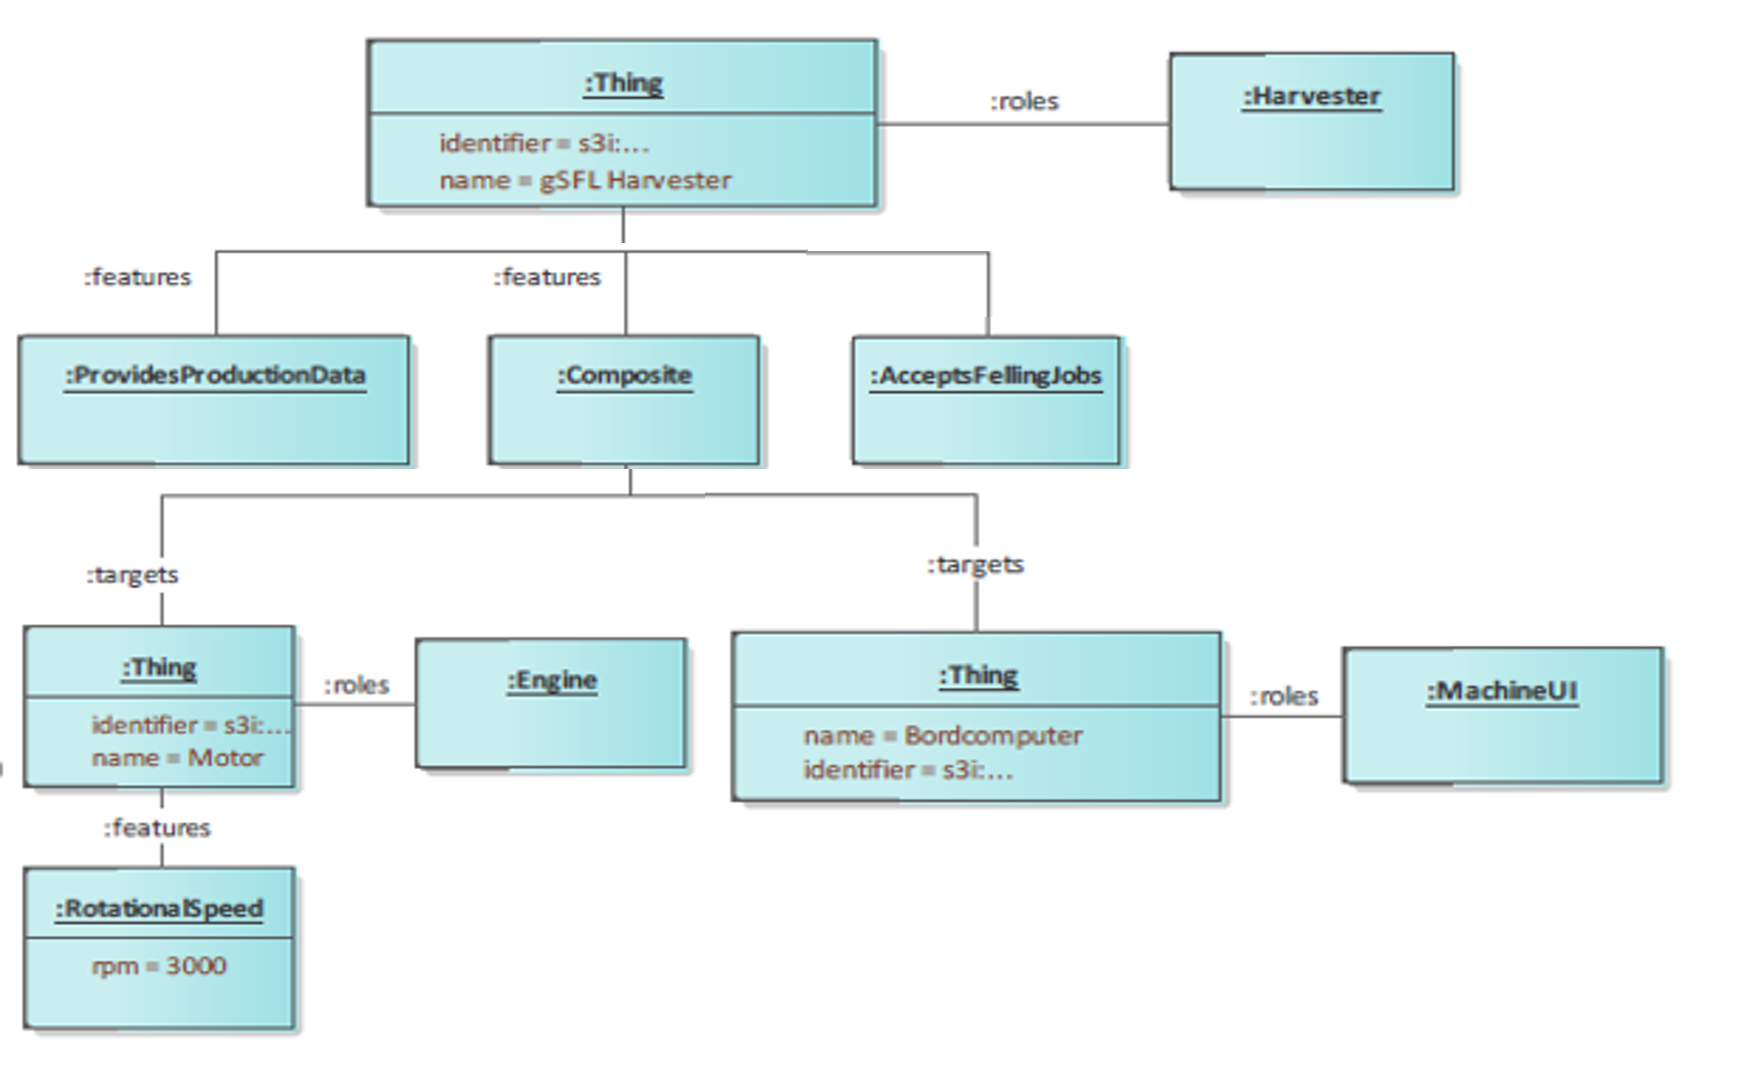 :Thing
identifier = s3i:...
name = gSFL Harvester
:roles
:Harvester
:features
:features
:ProvidesProductionData
:Composite
:AcceptsFellingJobs
:targets
:targets
:Thing
identifier = s3i:...
name = Motor
:roles
:Engine
:Thing
name = Bordcomputer
identifier = s3i:...
:roles
:MachineUI
:features
:RotationalSpeed
rpm = 3000